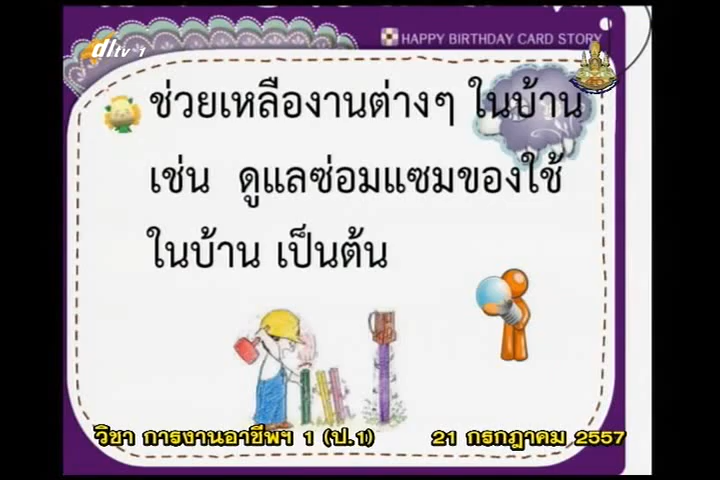 dltv 1
HAPPY BIRTHDAY CARD STORY
ช่วยเหลืองานต่างๆ ในบ้าน
เช่น ดูแลซ่อมแซมของใช้
ในบ้าน เป็นต้น
วิชา การงานอาชีพฯ 1 (ป.1) 21 กรกฎาคม 2557